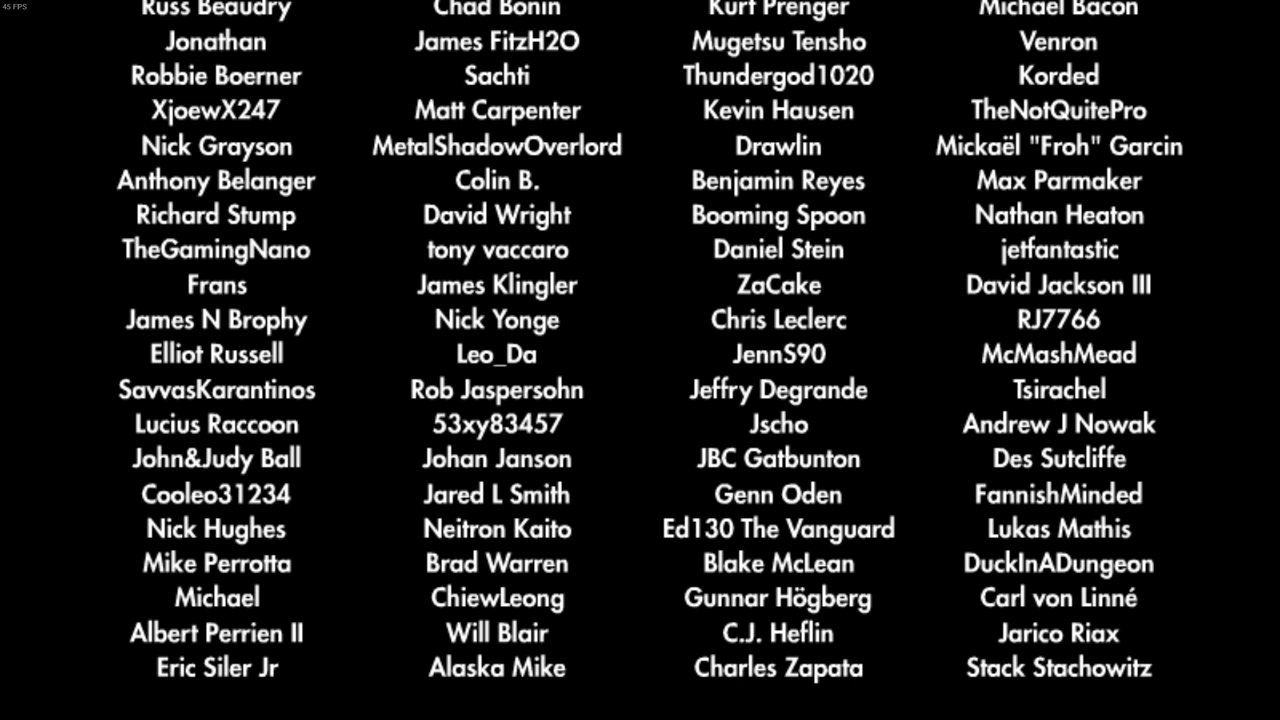 45 FPS
Russ Beaudry Chad Bonin Kurt Prenger Michael Bacon
Jonathan James FitzH2O Mugetsu Tensho Venron
Robbie Boerner Sachti Thundergod1020 Korded
XjoewX247 Matt Carpenter Kevin Hausen TheNotQuitePro
Nick Grayson MetalShadowOverlord Drawlin Mickaël "Froh" Garcin
Anthony Belanger Colin B. Benjamin Reyes Max Parmaker
Richard Stump David Wright Booming Spoon Nathan Heaton
TheGamingNano tony vaccaro Daniel Stein jetfantastic
Frans James Klingler ZaCake David Jackson III
James N Brophy Nick Yonge Chris Leclerc RJ7766
Elliot Russell Leo_Da JennS90 McMashMead
SavvasKarantinos Rob Jaspersohn Jeffry Degrande Tsirachel
Lucius Raccoon 53xy83457 Jscho Andrew J Nowak
John&Judy Ball Johan Janson JBC Gatbunton Des Sutcliffe
Cooleo31234 Jared L Smith Genn Oden FannishMinded
Nick Hughes Neitron Kaito Ed130 The Vanguard Lukas Mathis
Mike Perrotta Brad Warren Blake McLean DuckInADungeon
Michael ChiewLeong Gunnar Högberg Carl von Linné
Albert Perrien II Will Blair C.J. Heflin Jarico Riax
Eric Siler Jr Alaska Mike Charles Zapata Stack Stachowitz